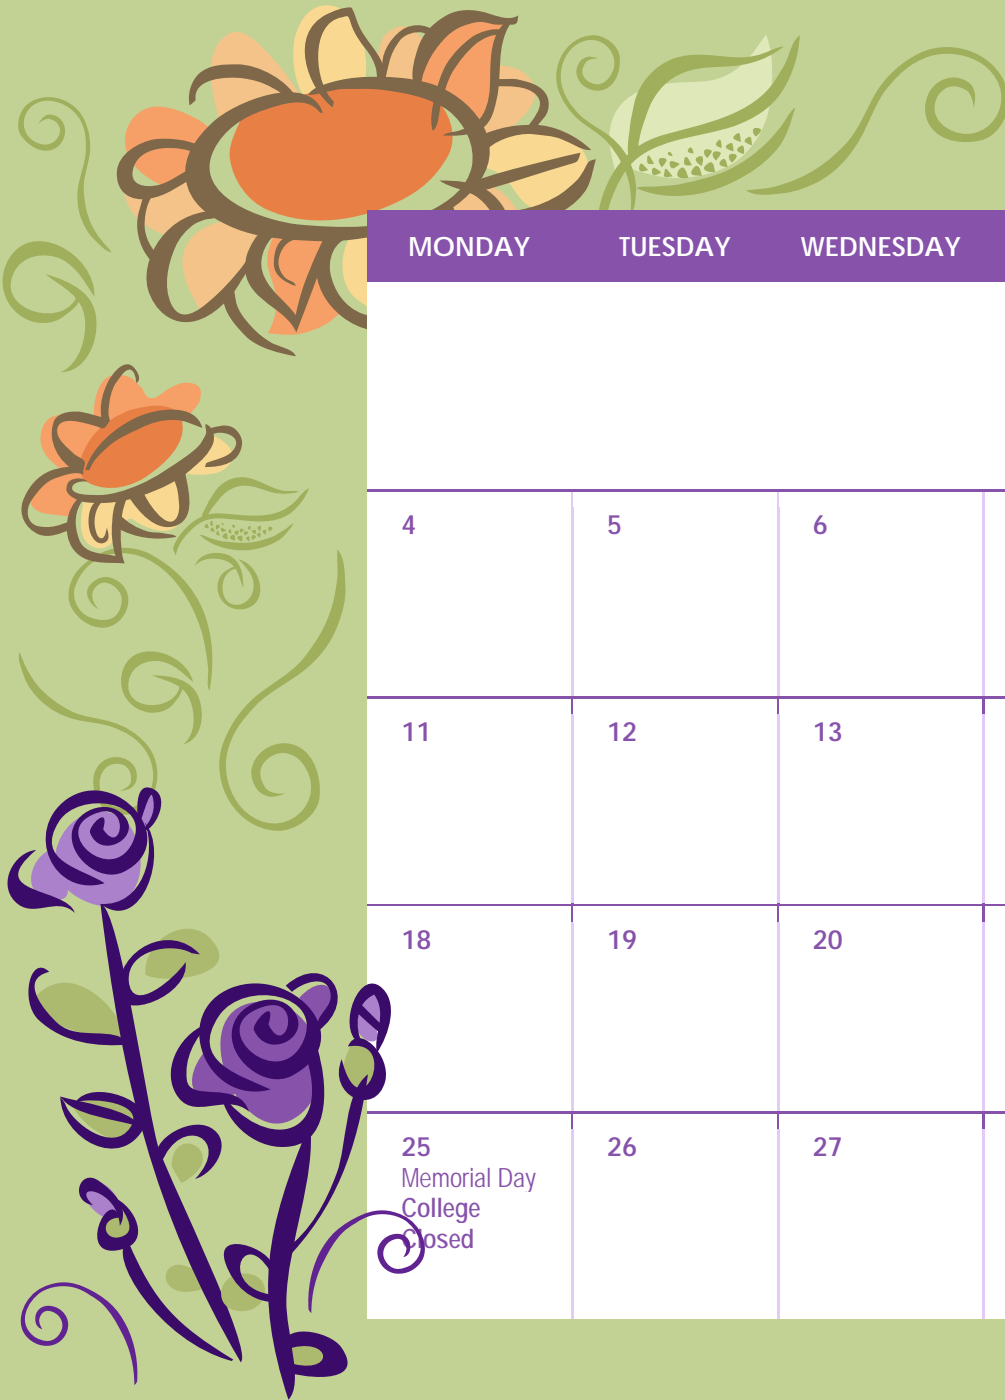 MONDAY TUESDAY WEDNESDAY
4 5 6
11 12 13
18 19 20
25 26 27
Memorial Day
College
Closed